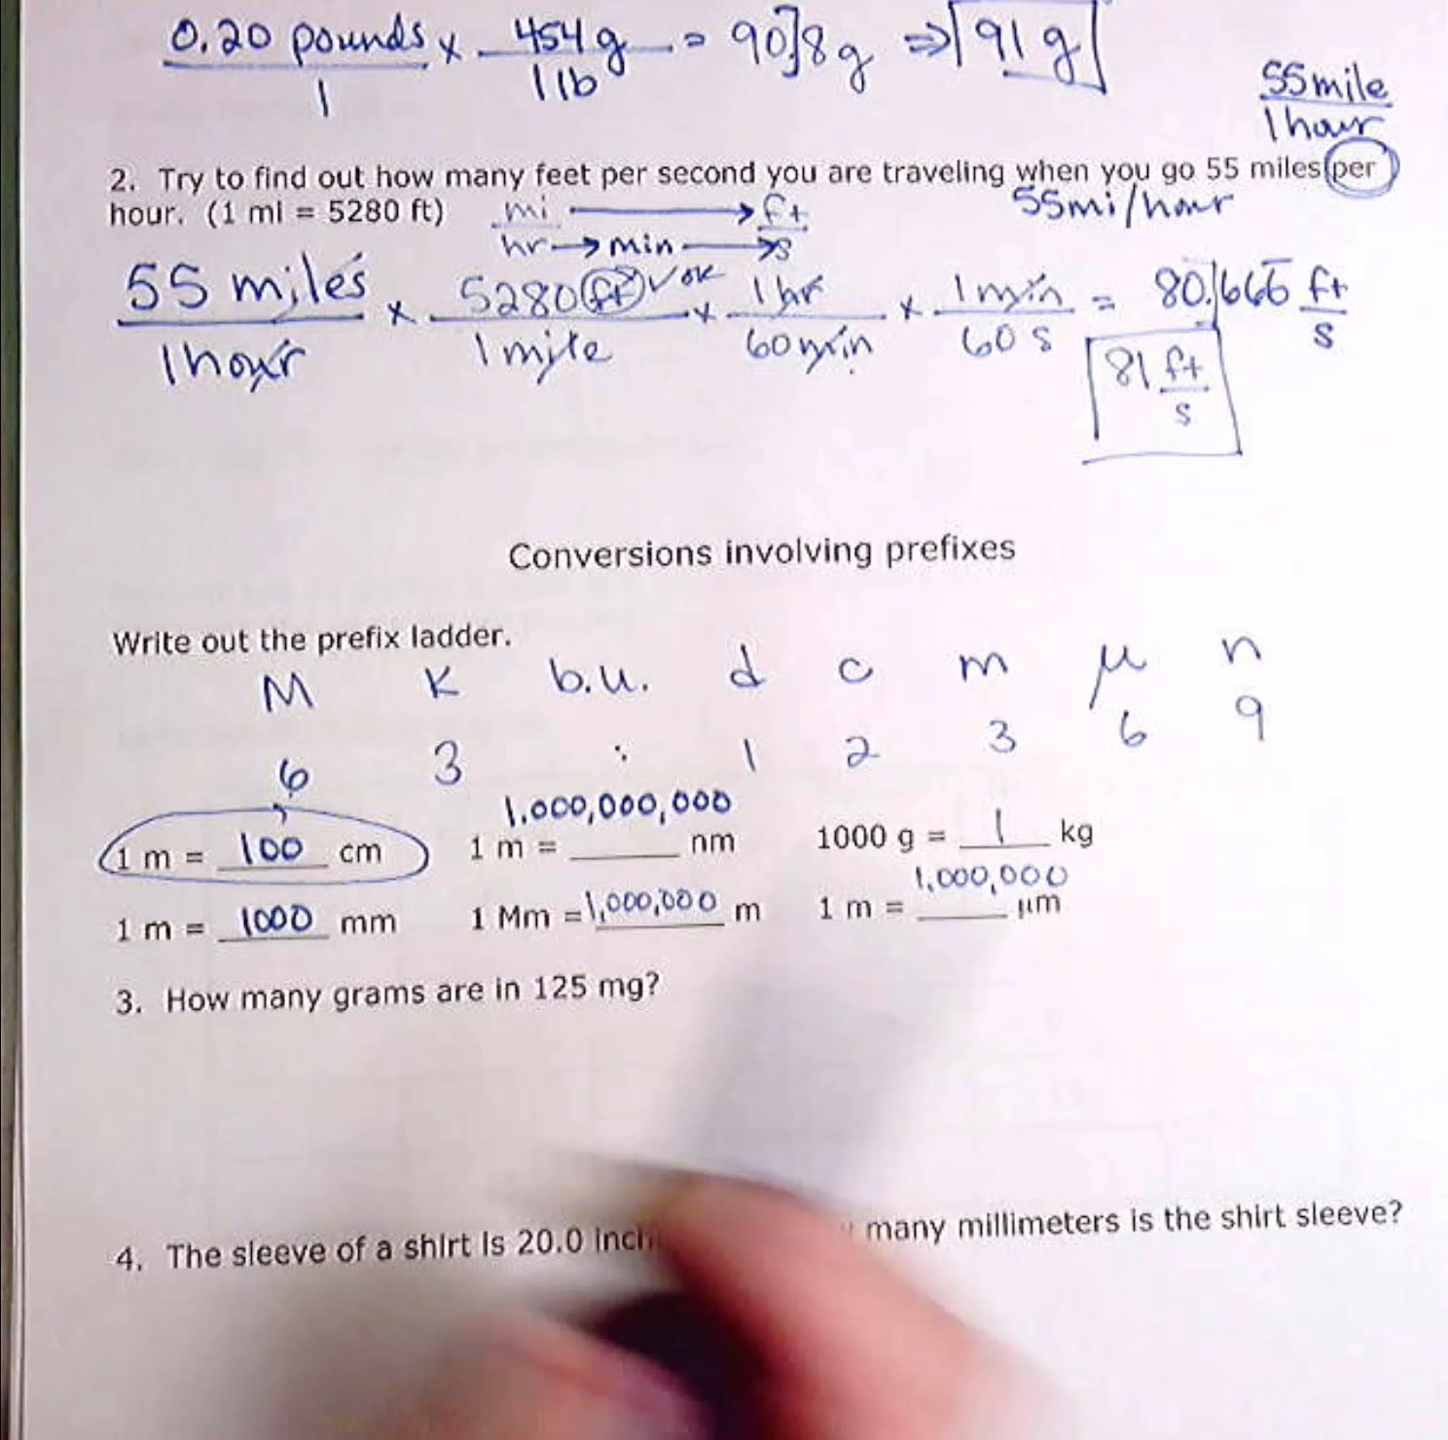 0.20 pounds x 454 g = 90.8 g ⇒ 91 g
1 1 lb
55 mile
1 hour
2. Try to find out how many feet per second you are traveling when you go 55 miles per
hour. (1 mi = 5280 ft)
55mi/hour
mi → ft
hr → min → s
55 miles x 5280 ft ✓ok x 1 hr x 1 min = 80.666 ft
1 hour 1 mile 60 min 60 s s
81 ft
s
Conversions involving prefixes
Write out the prefix ladder.
M K b.u. d c m μ n
6 3 : 1 2 3 6 9
1 m = 100 cm 1 m = 1,000,000,000 nm 1000 g = 1 kg
1 m = 1000 mm 1 Mm = 1,000,000 m 1 m = 1,000,000 μm
3. How many grams are in 125 mg?
4. The sleeve of a shirt is 20.0 many millimeters is the shirt sleeve?